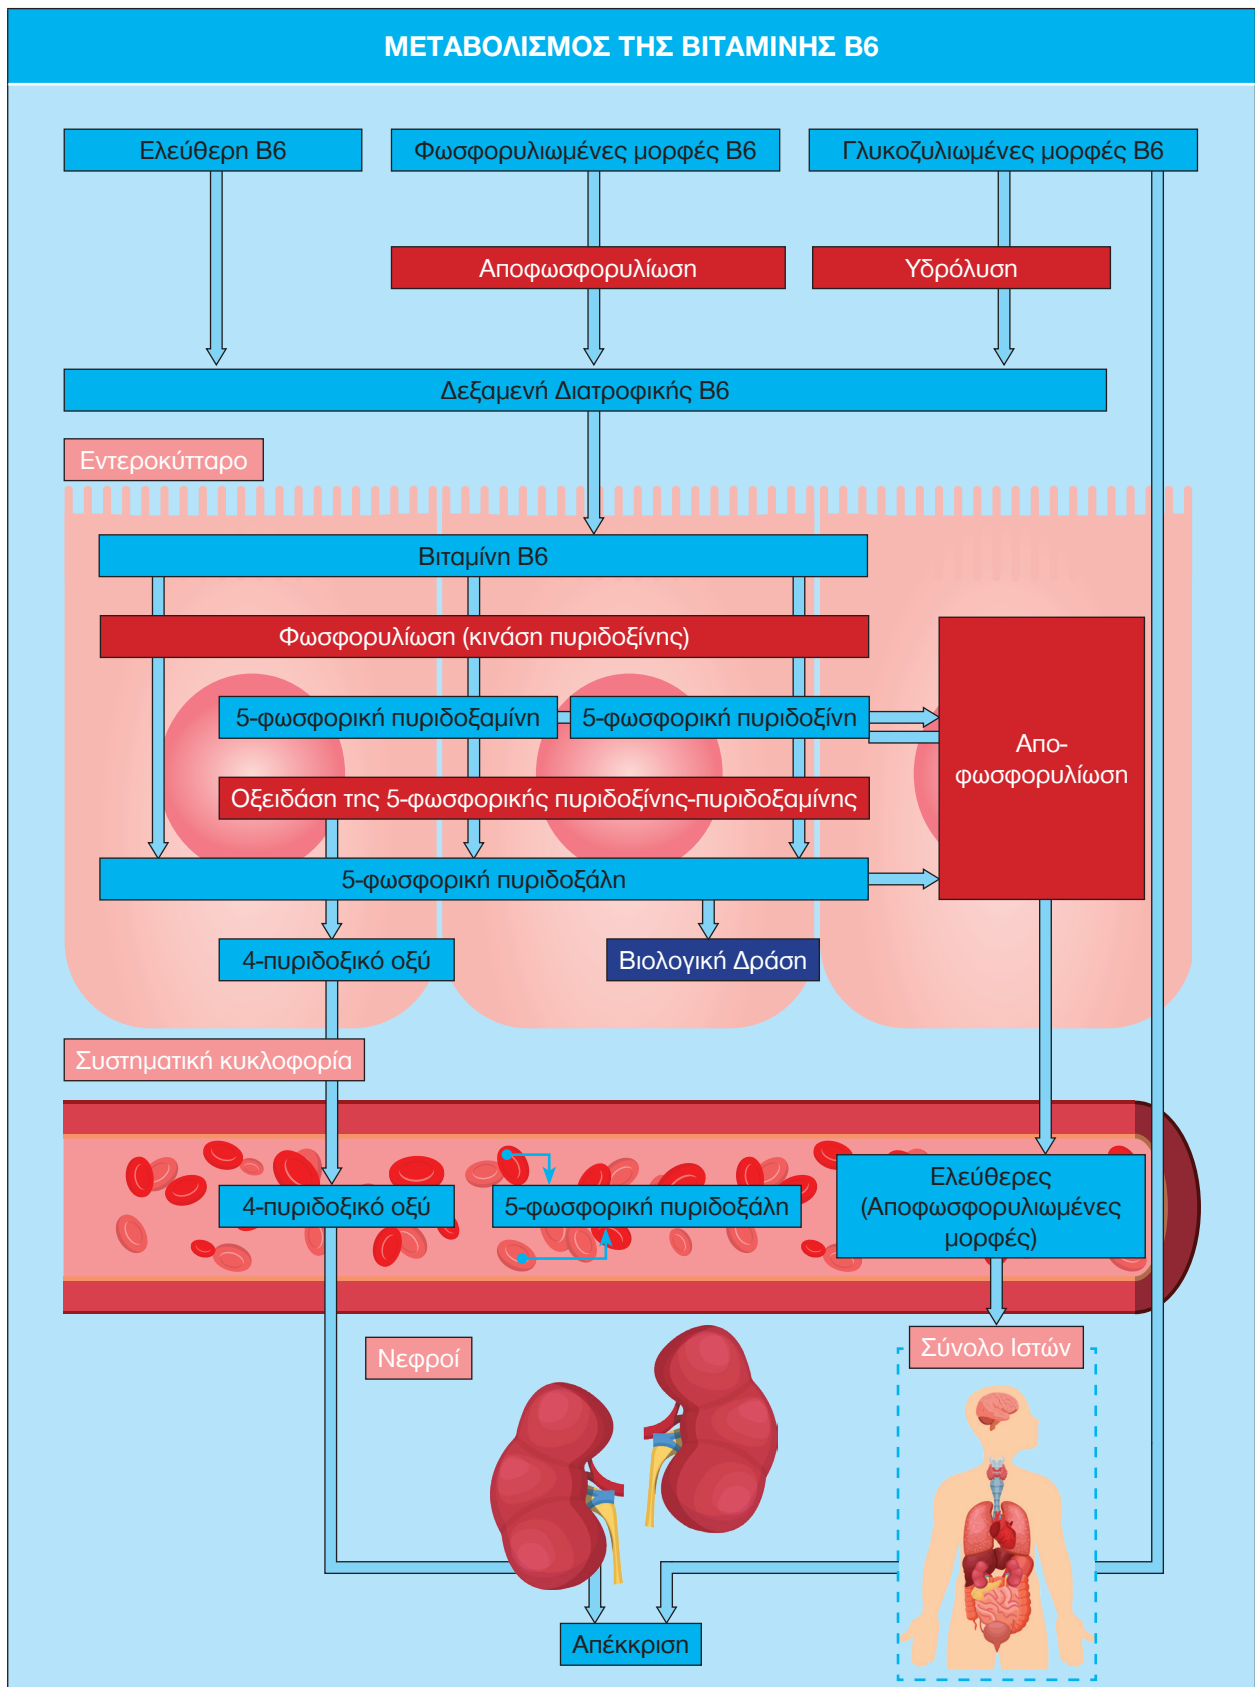 ΜΕΤΑΒΟΛΙΣΜΟΣ ΤΗΣ ΒΙΤΑΜΙΝΗΣ Β6
Ελεύθερη Β6
Φωσφορυλιωμένες μορφές Β6
Γλυκοζυλιωμένες μορφές Β6
Αποφωσφορυλίωση
Υδρόλυση
Δεξαμενή Διατροφικής Β6
Εντεροκύτταρο
Βιταμίνη Β6
Φωσφορυλίωση (κινάση πυριδοξίνης)
5-φωσφορική πυριδοξαμίνη
5-φωσφορική πυριδοξίνη
Απο-
φωσφορυλίωση
Οξειδάση της 5-φωσφορικής πυριδοξίνης-πυριδοξαμίνης
5-φωσφορική πυριδοξάλη
4-πυριδοξικό οξύ
Βιολογική Δράση
Συστηματική κυκλοφορία
4-πυριδοξικό οξύ
5-φωσφορική πυριδοξάλη
Ελεύθερες
(Αποφωσφορυλιωμένες
μορφές)
Νεφροί
Σύνολο Ιστών
Απέκκριση